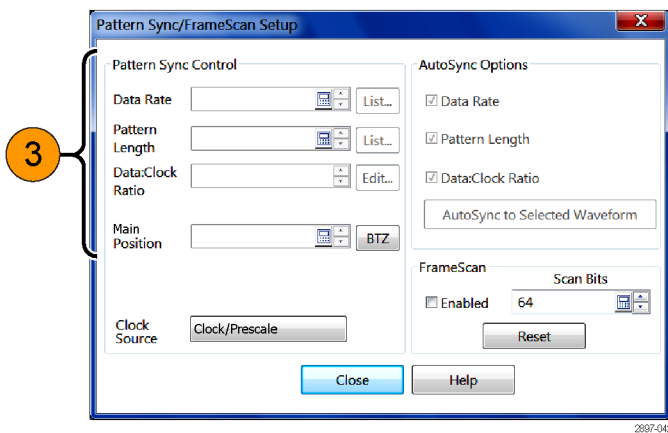 Pattern Sync/FrameScan Setup
X
3
Pattern Sync Control
Data Rate
List...
Pattern
Length
List...
Data:Clock
Ratio
Edit...
Main
Position
BTZ
Clock
Source
Clock/Prescale
AutoSync Options
Data Rate
Pattern Length
Data:Clock Ratio
AutoSync to Selected Waveform
FrameScan
Scan Bits
Enabled
64
Reset
Close
Help